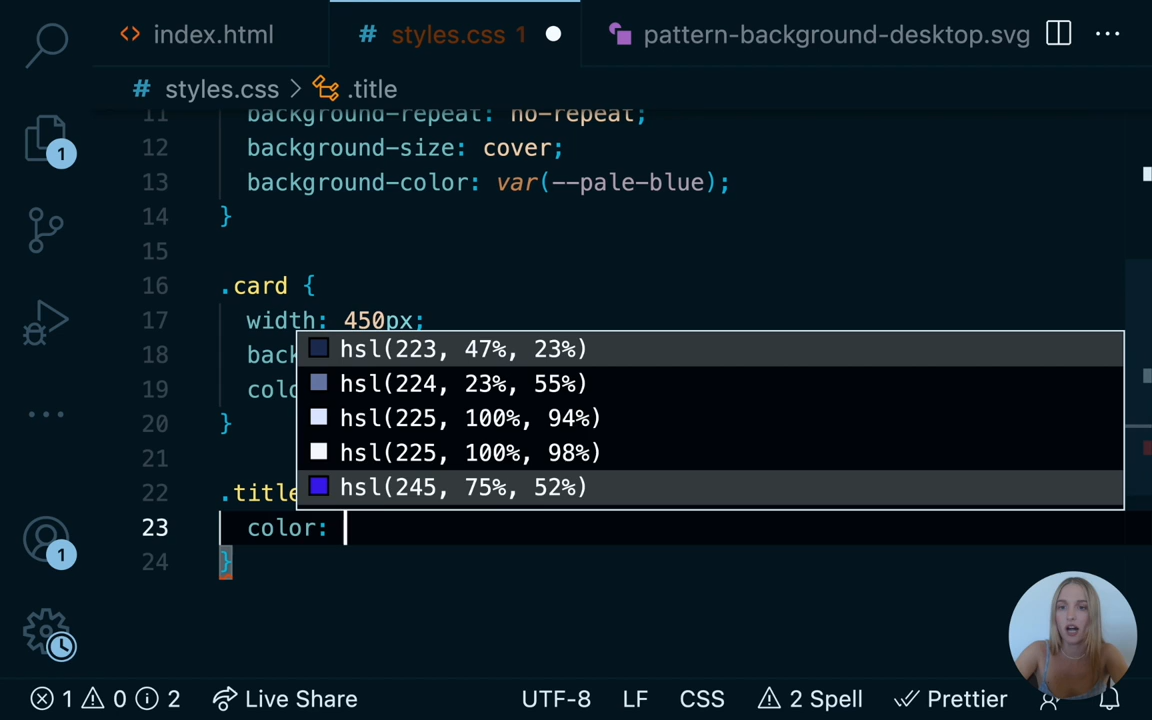 index.html
styles.css 1
pattern-background-desktop.svg
styles.css > .title
11 background-repeat: no-repeat;
12 background-size: cover;
13 background-color: var(--pale-blue);
14 }
15
16 .card {
17 width: 450px;
18 back
19 colo
20 }
21
22 .title
23 color:
24 }
hsl(223, 47%, 23%)
hsl(224, 23%, 55%)
hsl(225, 100%, 94%)
hsl(225, 100%, 98%)
hsl(245, 75%, 52%)
1
1
1 0 2 Live Share UTF-8 LF CSS 2 Spell Prettier